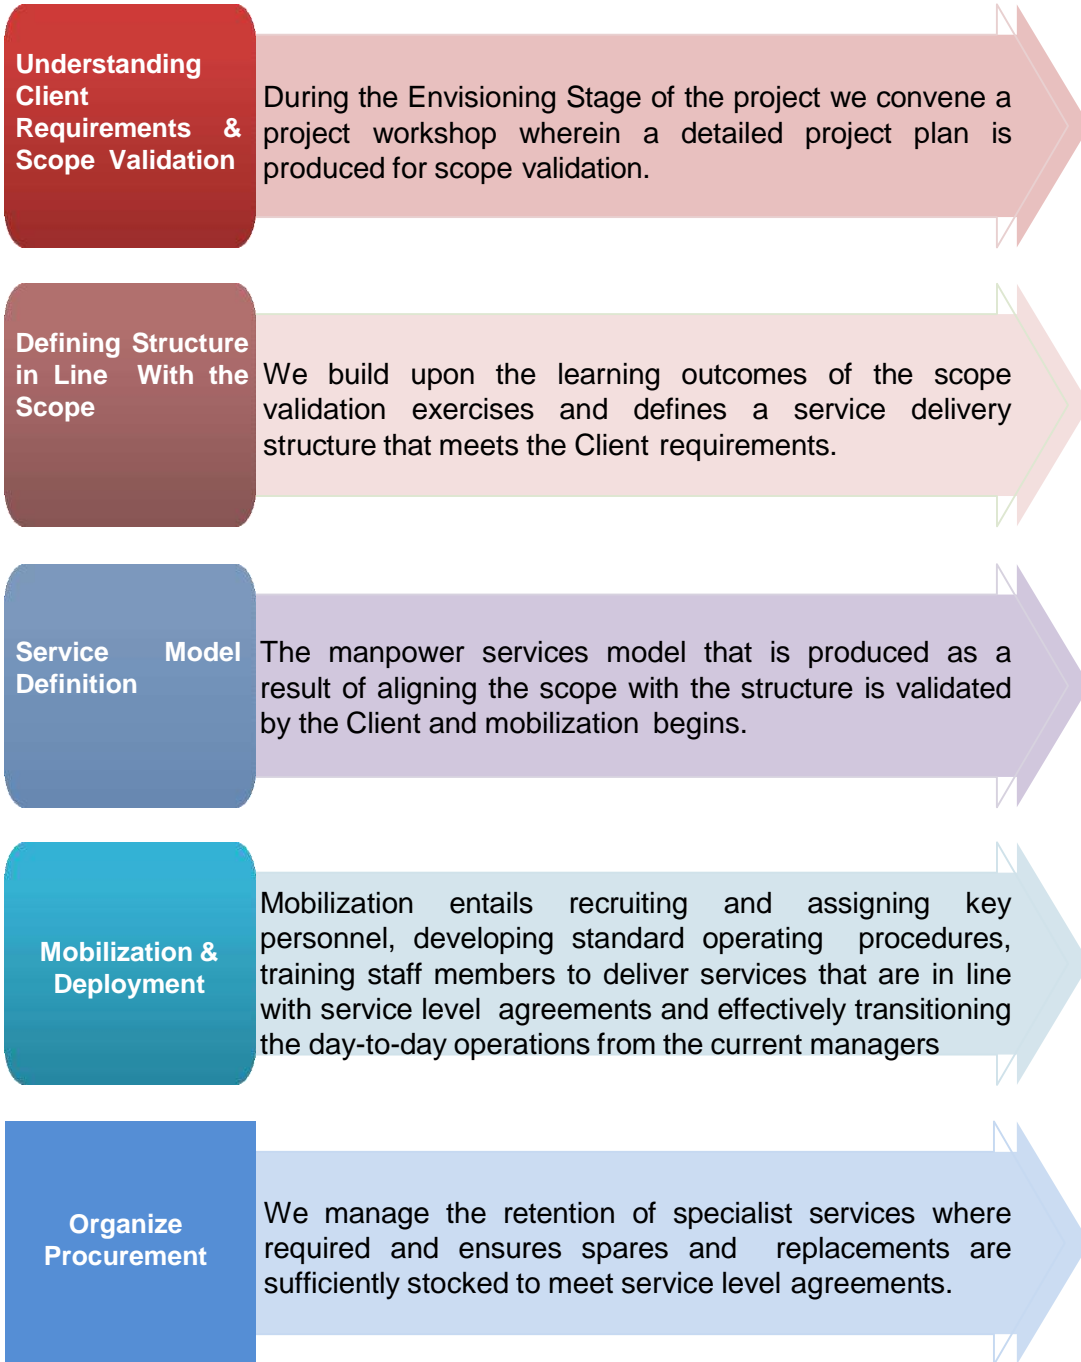 Understanding
Client
Requirements &
Scope Validation
During the Envisioning Stage of the project we convene a
project workshop wherein a detailed project plan is
produced for scope validation.
Defining Structure
in Line With the
Scope
We build upon the learning outcomes of the scope
validation exercises and defines a service delivery
structure that meets the Client requirements.
Service Model
Definition
The manpower services model that is produced as a
result of aligning the scope with the structure is validated
by the Client and mobilization begins.
Mobilization &
Deployment
Mobilization entails recruiting and assigning key
personnel, developing standard operating procedures,
training staff members to deliver services that are in line
with service level agreements and effectively transitioning
the day-to-day operations from the current managers
Organize
Procurement
We manage the retention of specialist services where
required and ensures spares and replacements are
sufficiently stocked to meet service level agreements.